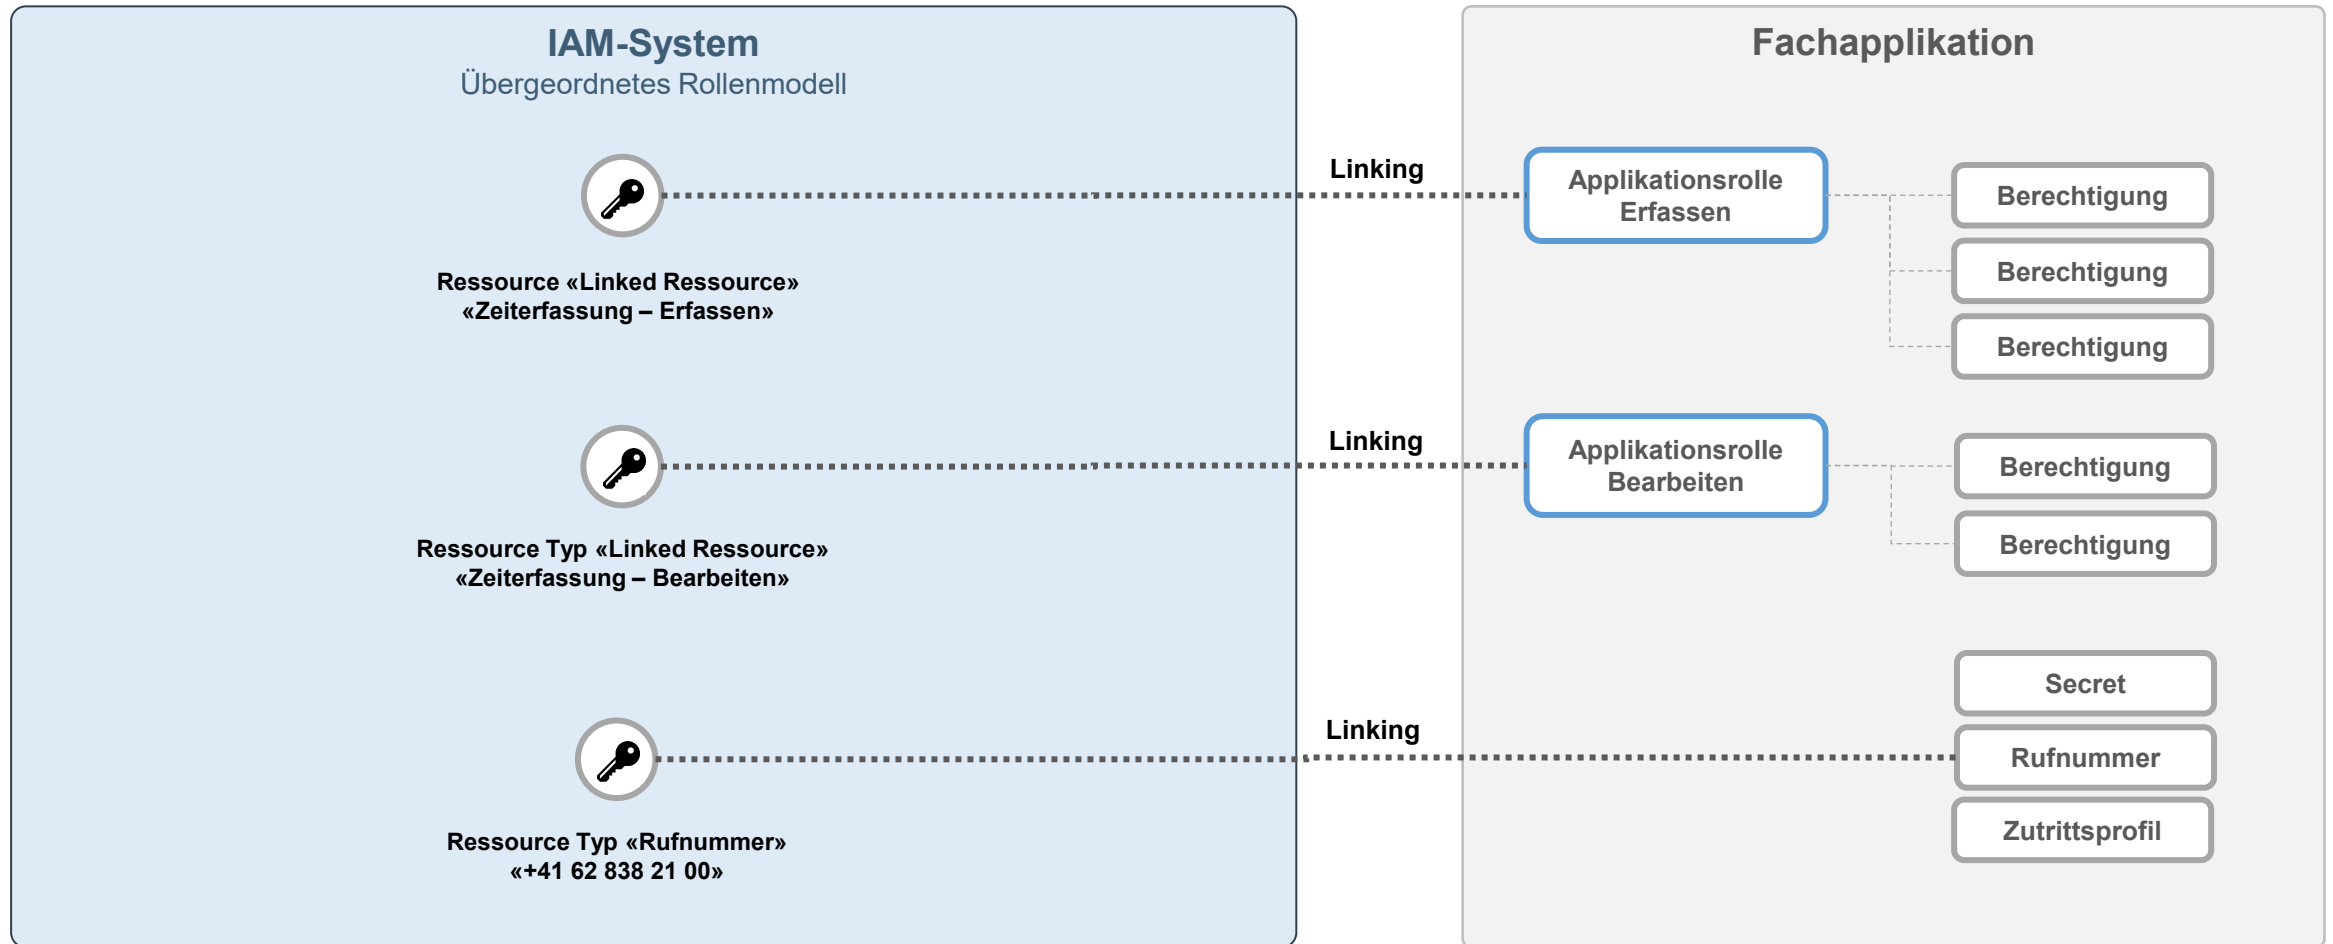 IAM-System
Übergeordnetes Rollenmodell
Fachapplikation
Linking
Applikationsrolle
Erfassen
Berechtigung
Berechtigung
Berechtigung
Ressource «Linked Ressource»
«Zeiterfassung – Erfassen»
Linking
Applikationsrolle
Bearbeiten
Berechtigung
Berechtigung
Ressource Typ «Linked Ressource»
«Zeiterfassung – Bearbeiten»
Linking
Secret
Rufnummer
Zutrittsprofil
Ressource Typ «Rufnummer»
«+41 62 838 21 00»